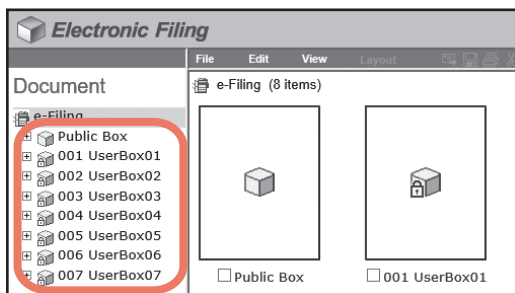 Electronic Filing
File Edit View Layout
Document
e-Filing (8 items)
e-Filing
Public Box
001 UserBox01
002 UserBox02
003 UserBox03
004 UserBox04
005 UserBox05
006 UserBox06
007 UserBox07
Public Box
001 UserBox01